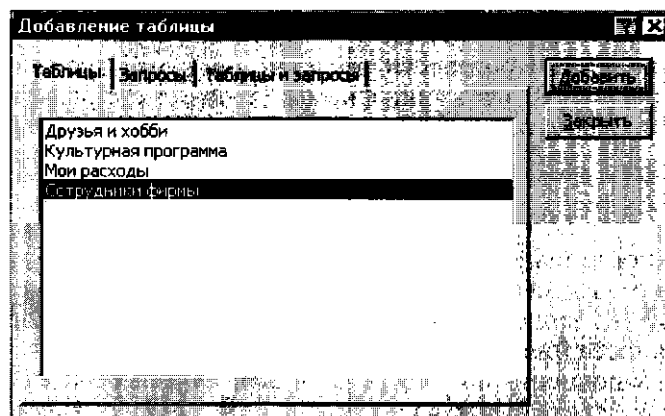 Добавление таблицы
Таблицы Запросы Таблицы и запросы
Добавить
Закрыть
Друзья и хобби
Культурная программа
Мои расходы
Сотрудники фирмы